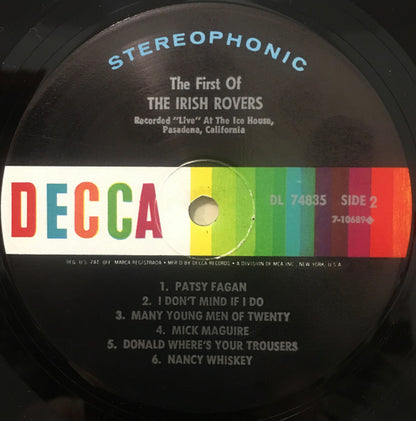 STEREOPHONIC
The First Of
THE IRISH ROVERS
Recorded "Live" At The Ice House,
Pasadena, California
DECCA
DL 74835 SIDE 2
7-10689
REG. U.S. PAT. OFF. MARCA REGISTRADA • MFR'D BY DECCA RECORDS • A DIVISION OF MCA INC. NEW YORK, U.S.A.
1. PATSY FAGAN
2. I DON'T MIND IF I DO
3. MANY YOUNG MEN OF TWENTY
4. MICK MAGUIRE
5. DONALD WHERE'S YOUR TROUSERS
6. NANCY WHISKEY